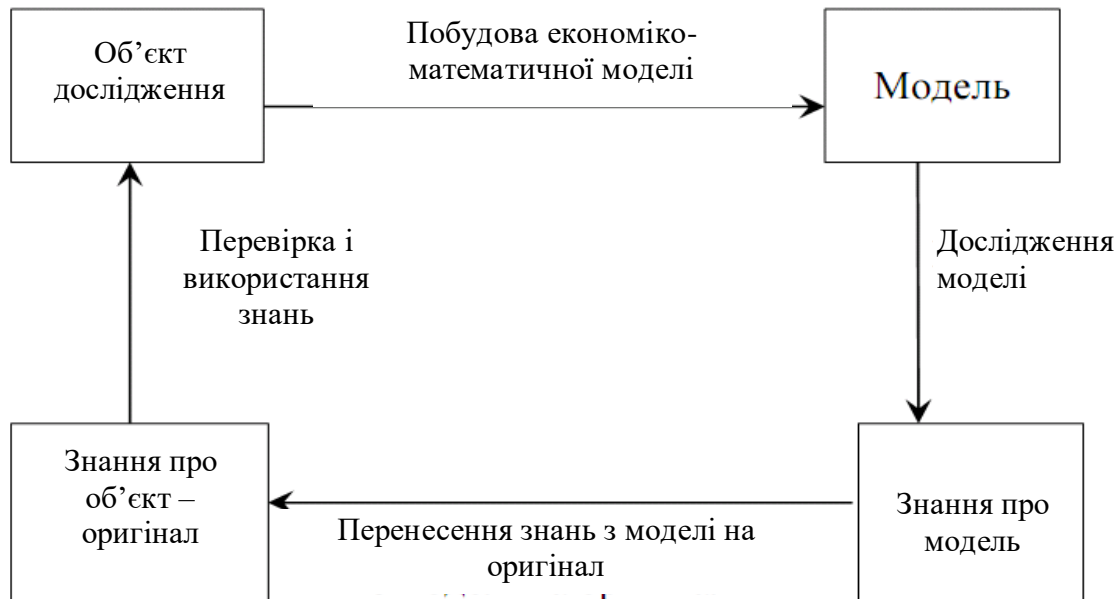 Об’єкт
дослідження
Побудова економіко-
математичної моделі
Модель
Перевірка і
використання
знань
Дослідження
моделі
Знання про
об’єкт –
оригінал
Перенесення знань з моделі на
оригінал
Знання про
модель